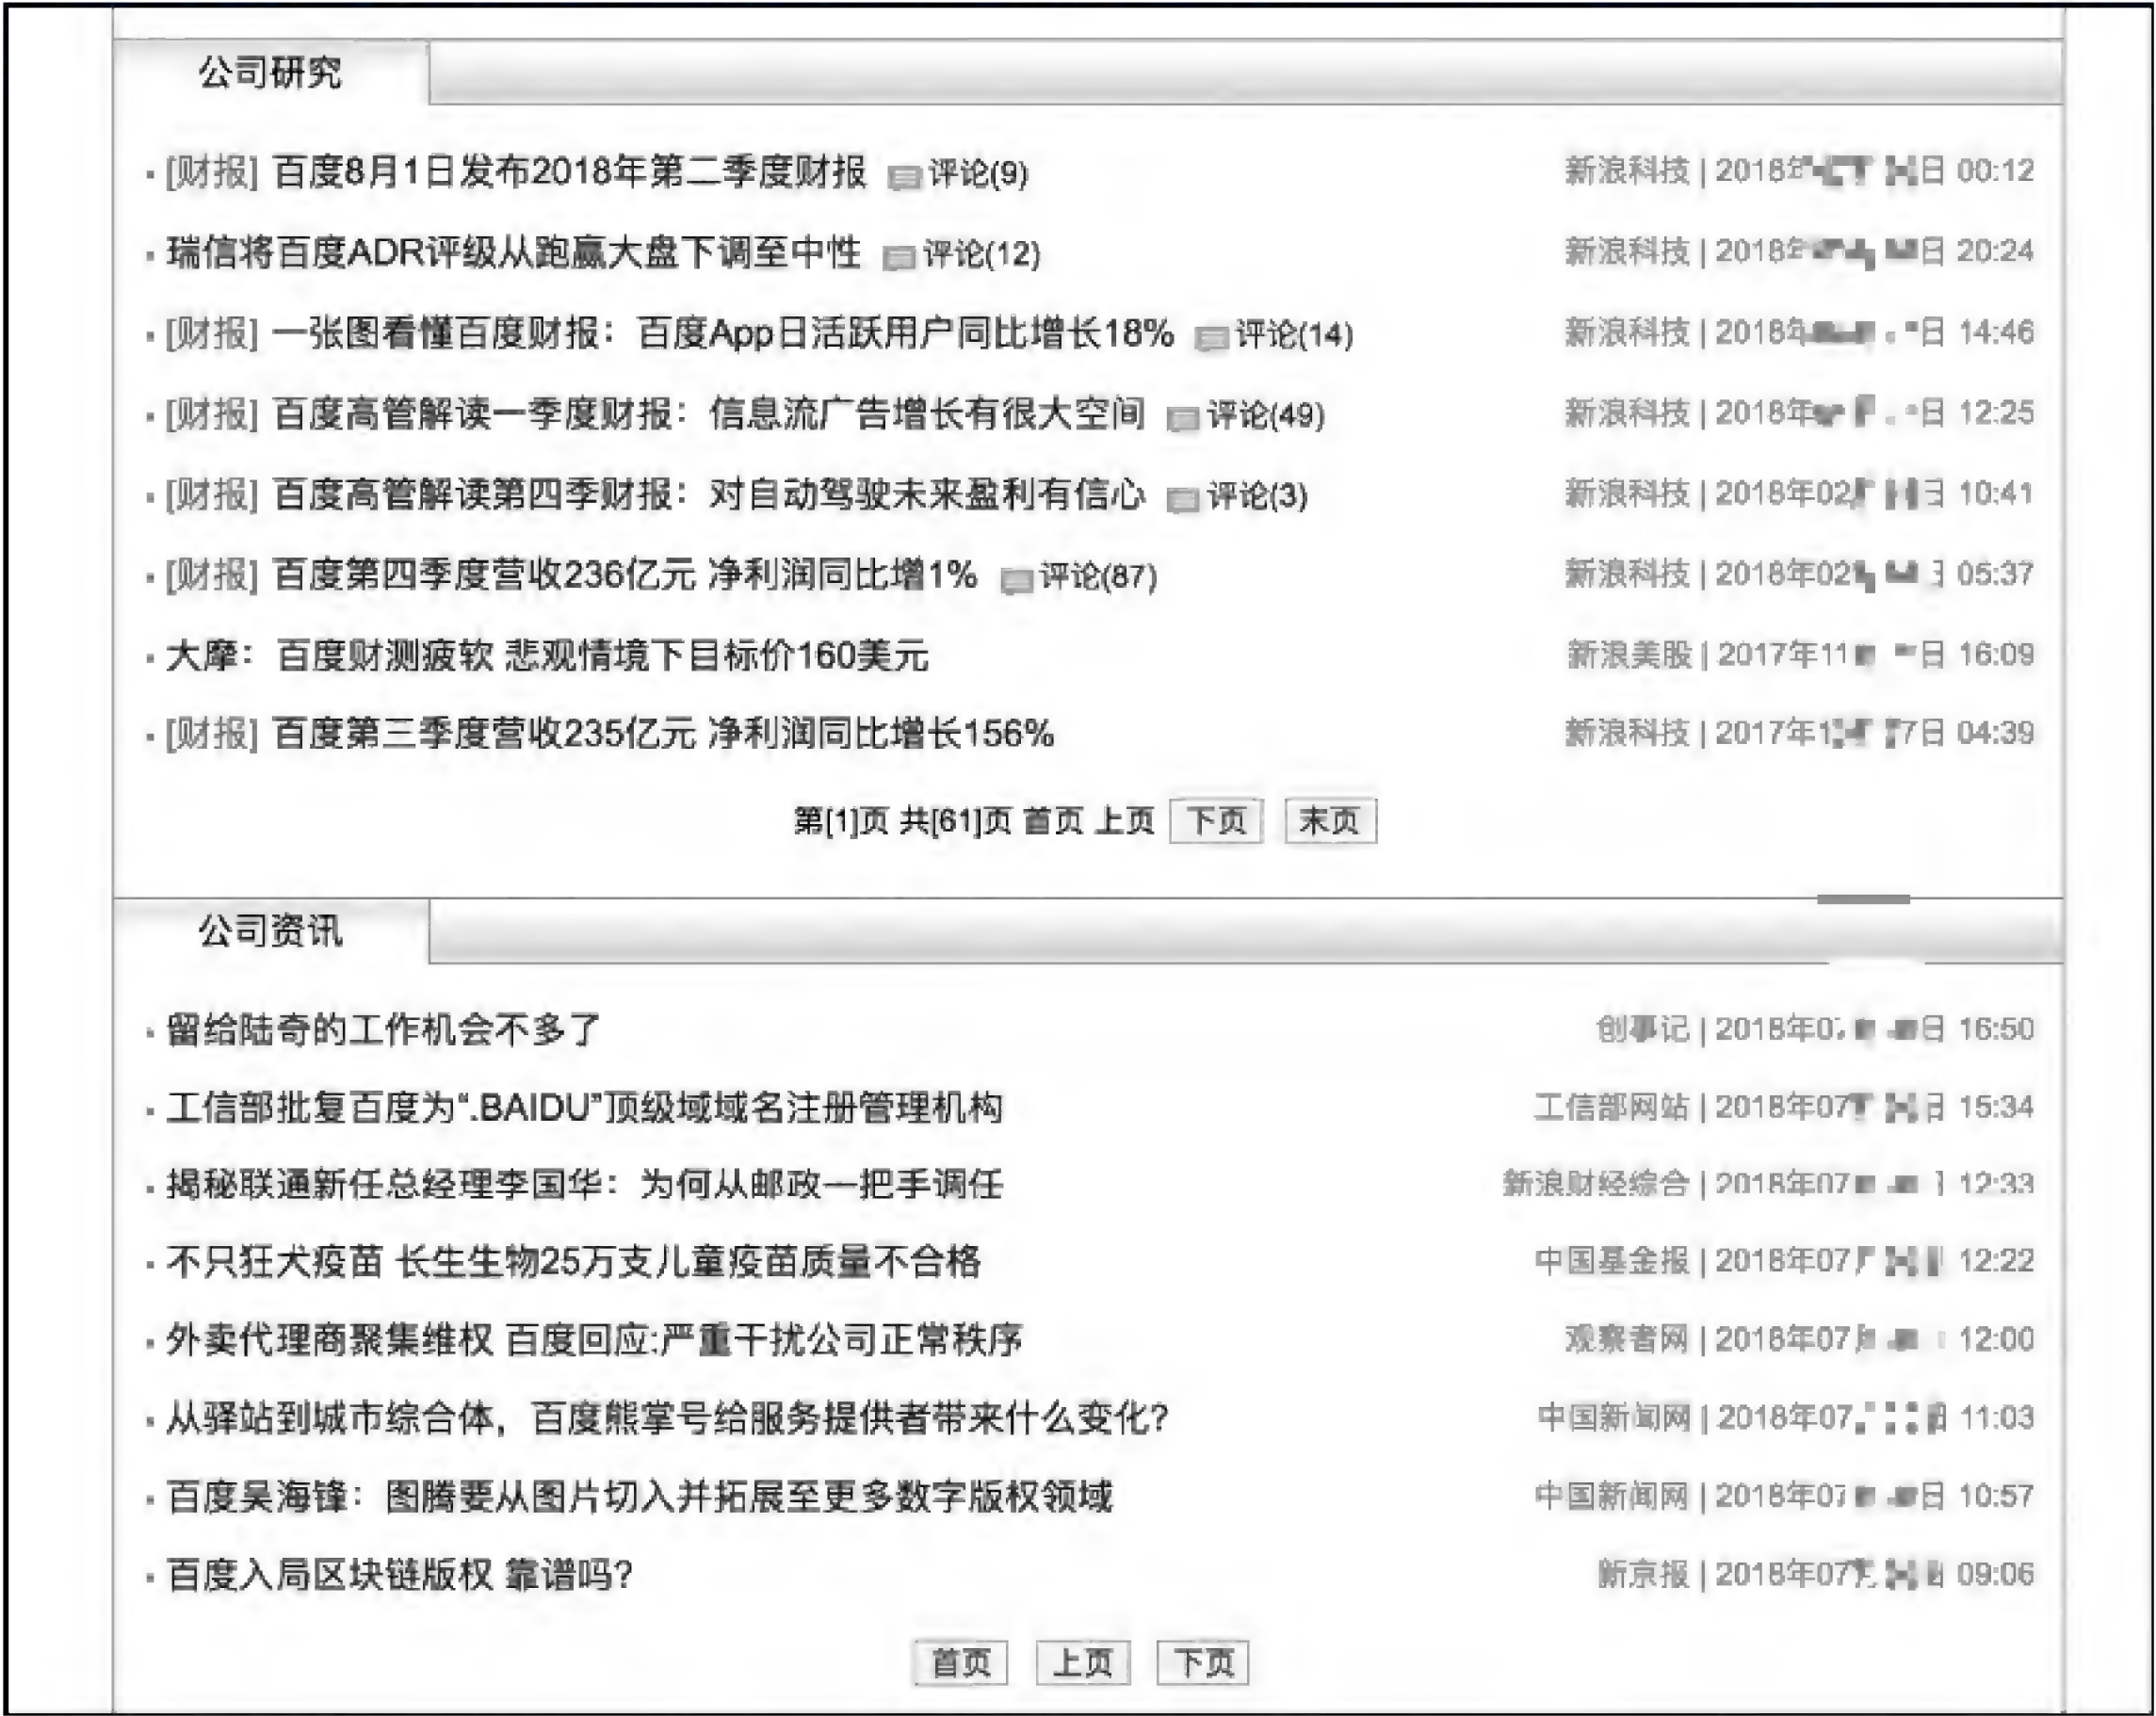 公司研究
[财报] 百度8月1日发布2018年第二季度财报 评论(9) 新浪科技 | 2018年 日 00:12
瑞信将百度ADR评级从跑赢大盘下调至中性 评论(12) 新浪科技 | 2018 日 20:24
[财报] 一张图看懂百度财报：百度App日活跃用户同比增长18% 评论(14) 新浪科技 | 2018年 日 14:46
[财报] 百度高管解读一季度财报：信息流广告增长有很大空间 评论(49) 新浪科技 | 2018年 日 12:25
[财报] 百度高管解读第四季财报：对自动驾驶未来盈利有信心 评论(3) 新浪科技 | 2018年02 日 10:41
[财报] 百度第四季度营收236亿元 净利润同比增1% 评论(87) 新浪科技 | 2018年02 05:37
大摩：百度财测疲软 悲观情境下目标价160美元 新浪美股 | 2017年11 日 16:09
[财报] 百度第三季度营收235亿元 净利润同比增长156% 新浪科技 | 2017年1 7日 04:39
第[1]页 共[61]页 首页 上页 下页 末页
公司资讯
留给陆奇的工作机会不多了 创事记 | 2018年0 日 16:50
工信部批复百度为“.BAIDU”顶级域域名注册管理机构 工信部网站 | 2018年07 日 15:34
揭秘联通新任总经理李国华：为何从邮政一把手调任 新浪财经综合 | 2018年07 12:33
不只狂犬疫苗 长生生物25万支儿童疫苗质量不合格 中国基金报 | 2018年07 12:22
外卖代理商聚集维权 百度回应:严重干扰公司正常秩序 观察者网 | 2018年07 12:00
从驿站到城市综合体，百度熊掌号给服务提供者带来什么变化? 中国新闻网 | 2018年07 11:03
百度吴海锋：图腾要从图片切入并拓展至更多数字版权领域 中国新闻网 | 2018年07 日 10:57
百度入局区块链版权 靠谱吗? 新京报 | 2018年07 09:06
首页 上页 下页